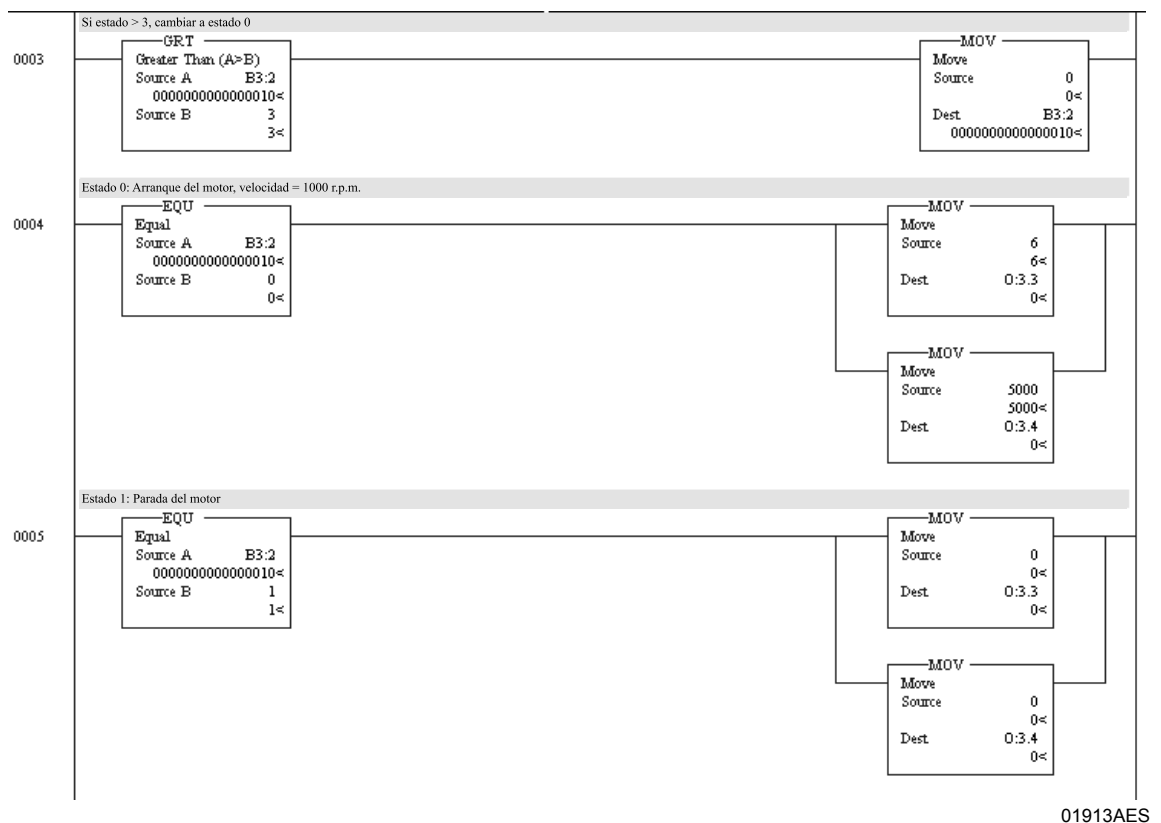 Si estado > 3, cambiar a estado 0
0003
GRT
Greater Than (A>B)
Source A B3:2
0000000000000010<
Source B 3
3<
MOV
Move
Source 0
0<
Dest B3:2
0000000000000010<
Estado 0: Arranque del motor, velocidad = 1000 r.p.m.
0004
EQU
Equal
Source A B3:2
0000000000000010<
Source B 0
0<
MOV
Move
Source 6
6<
Dest O:3.3
0<
MOV
Move
Source 5000
5000<
Dest O:3.4
0<
Estado 1: Parada del motor
0005
EQU
Equal
Source A B3:2
0000000000000010<
Source B 1
1<
MOV
Move
Source 0
0<
Dest O:3.3
0<
MOV
Move
Source 0
0<
Dest O:3.4
0<
01913AES